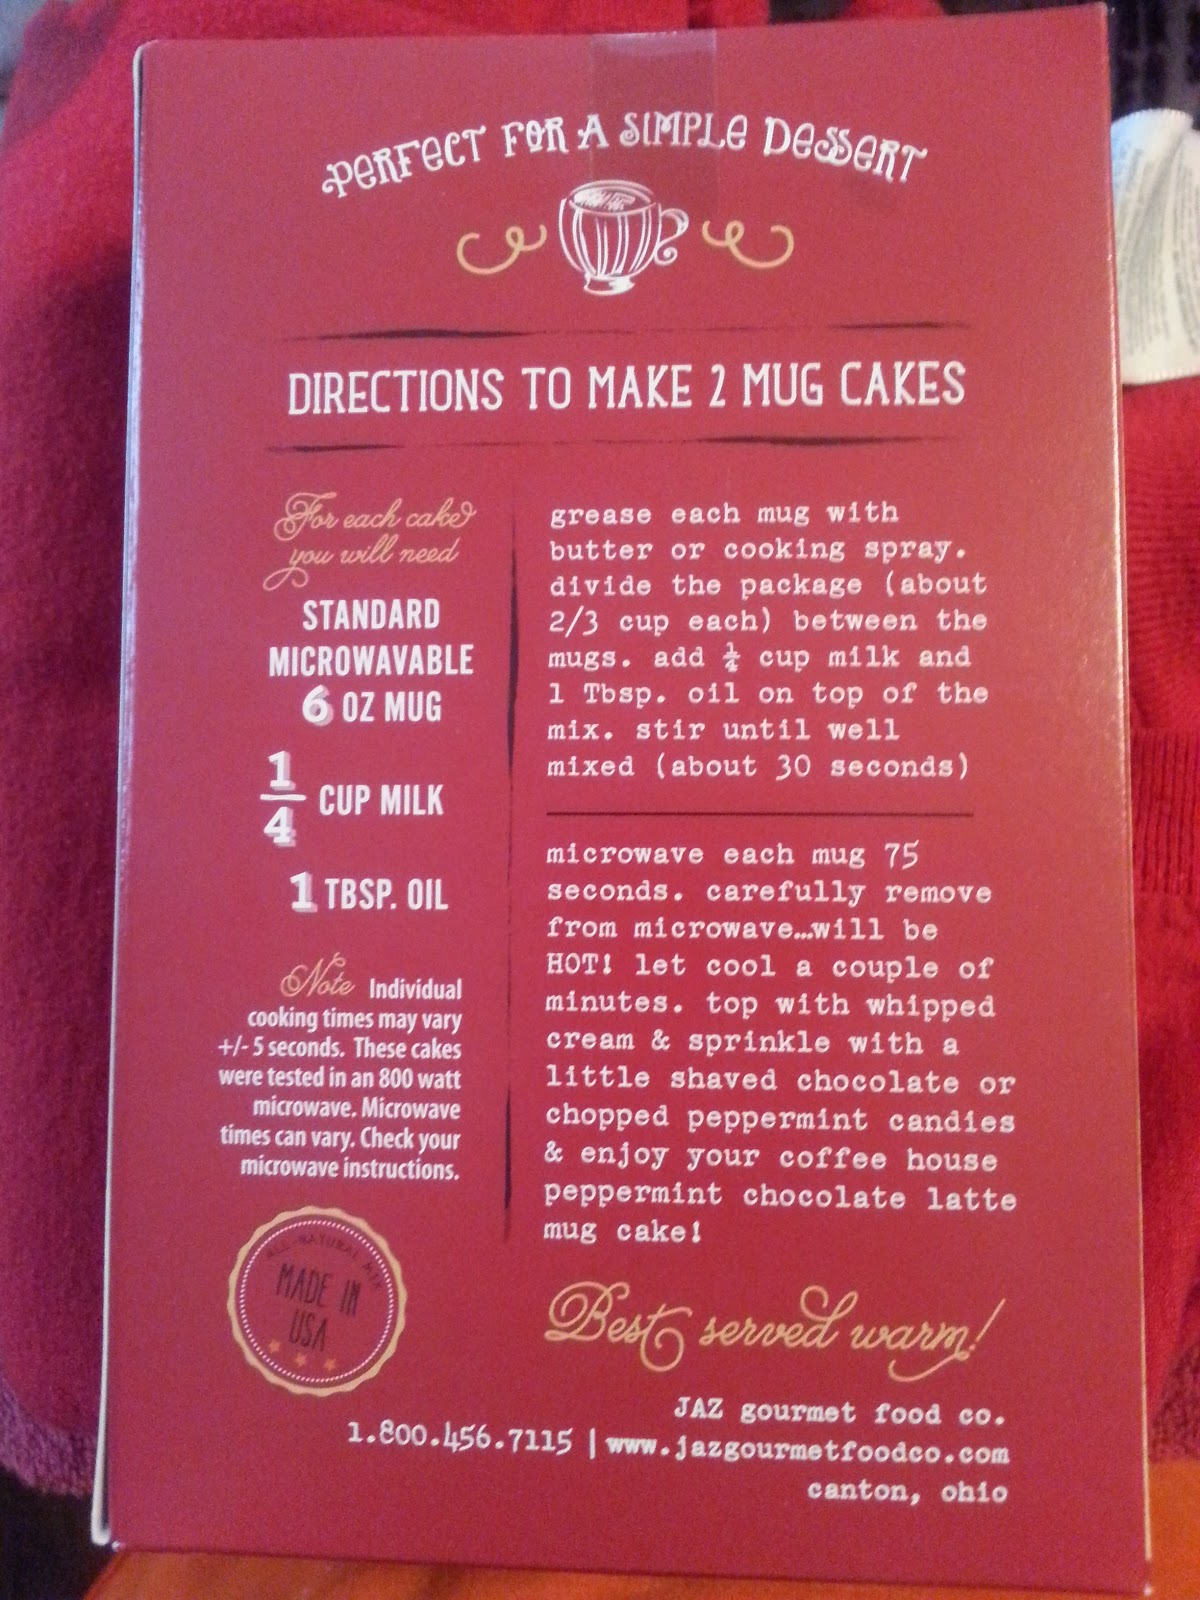 PERFECT FOR A SIMPLE DESSERT
DIRECTIONS TO MAKE 2 MUG CAKES
For each cake
you will need
STANDARD
MICROWAVABLE
6 OZ MUG
1/4 CUP MILK
1 TBSP. OIL
Note Individual
cooking times may vary
+/- 5 seconds. These cakes
were tested in an 800 watt
microwave. Microwave
times can vary. Check your
microwave instructions.
ALL-NATURAL MIX
MADE IN
USA
grease each mug with
butter or cooking spray.
divide the package (about
2/3 cup each) between the
mugs. add ¼ cup milk and
1 Tbsp. oil on top of the
mix. stir until well
mixed (about 30 seconds)
microwave each mug 75
seconds. carefully remove
from microwave…will be
HOT! let cool a couple of
minutes. top with whipped
cream & sprinkle with a
little shaved chocolate or
chopped peppermint candies
& enjoy your coffee house
peppermint chocolate latte
mug cake!
Best served warm!
JAZ gourmet food co.
1.800.456.7115 | www.jazgourmetfoodco.com
canton, ohio